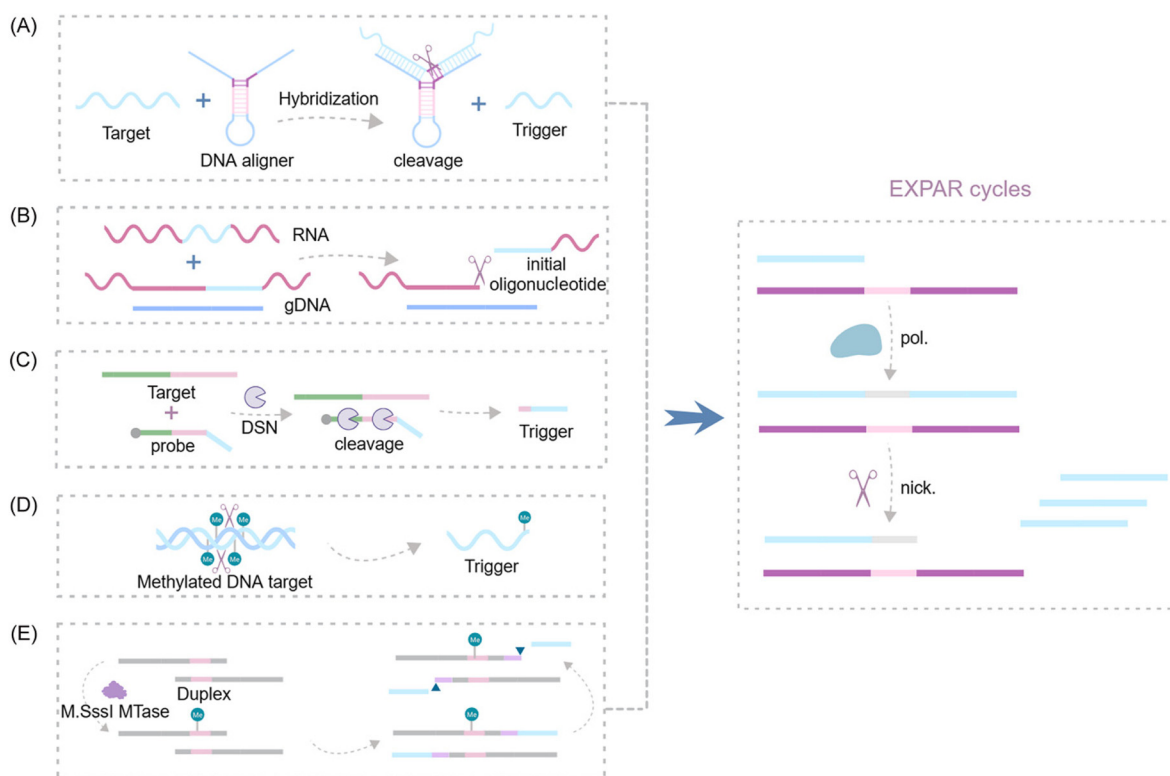 (A)
Target
+
DNA aligner
Hybridization
cleavage
+
Trigger
(B)
RNA
+
gDNA
initial
oligonucleotide
(C)
Target
+
probe
DSN
cleavage
Trigger
(D)
Me
Me
Me
Me
Methylated DNA target
Me
Trigger
(E)
Duplex
M.SssI MTase
Me
Me
Me
EXPAR cycles
pol.
nick.